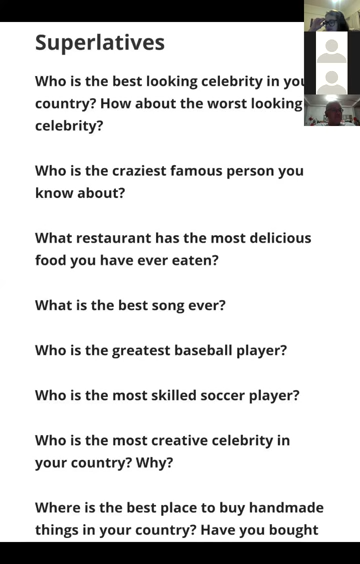 Superlatives
Who is the best looking celebrity in
country? How about the worst looking
celebrity?
Who is the craziest famous person you
know about?
What restaurant has the most delicious
food you have ever eaten?
What is the best song ever?
Who is the greatest baseball player?
Who is the most skilled soccer player?
Who is the most creative celebrity in
your country? Why?
Where is the best place to buy handmade
things in your country? Have you bought